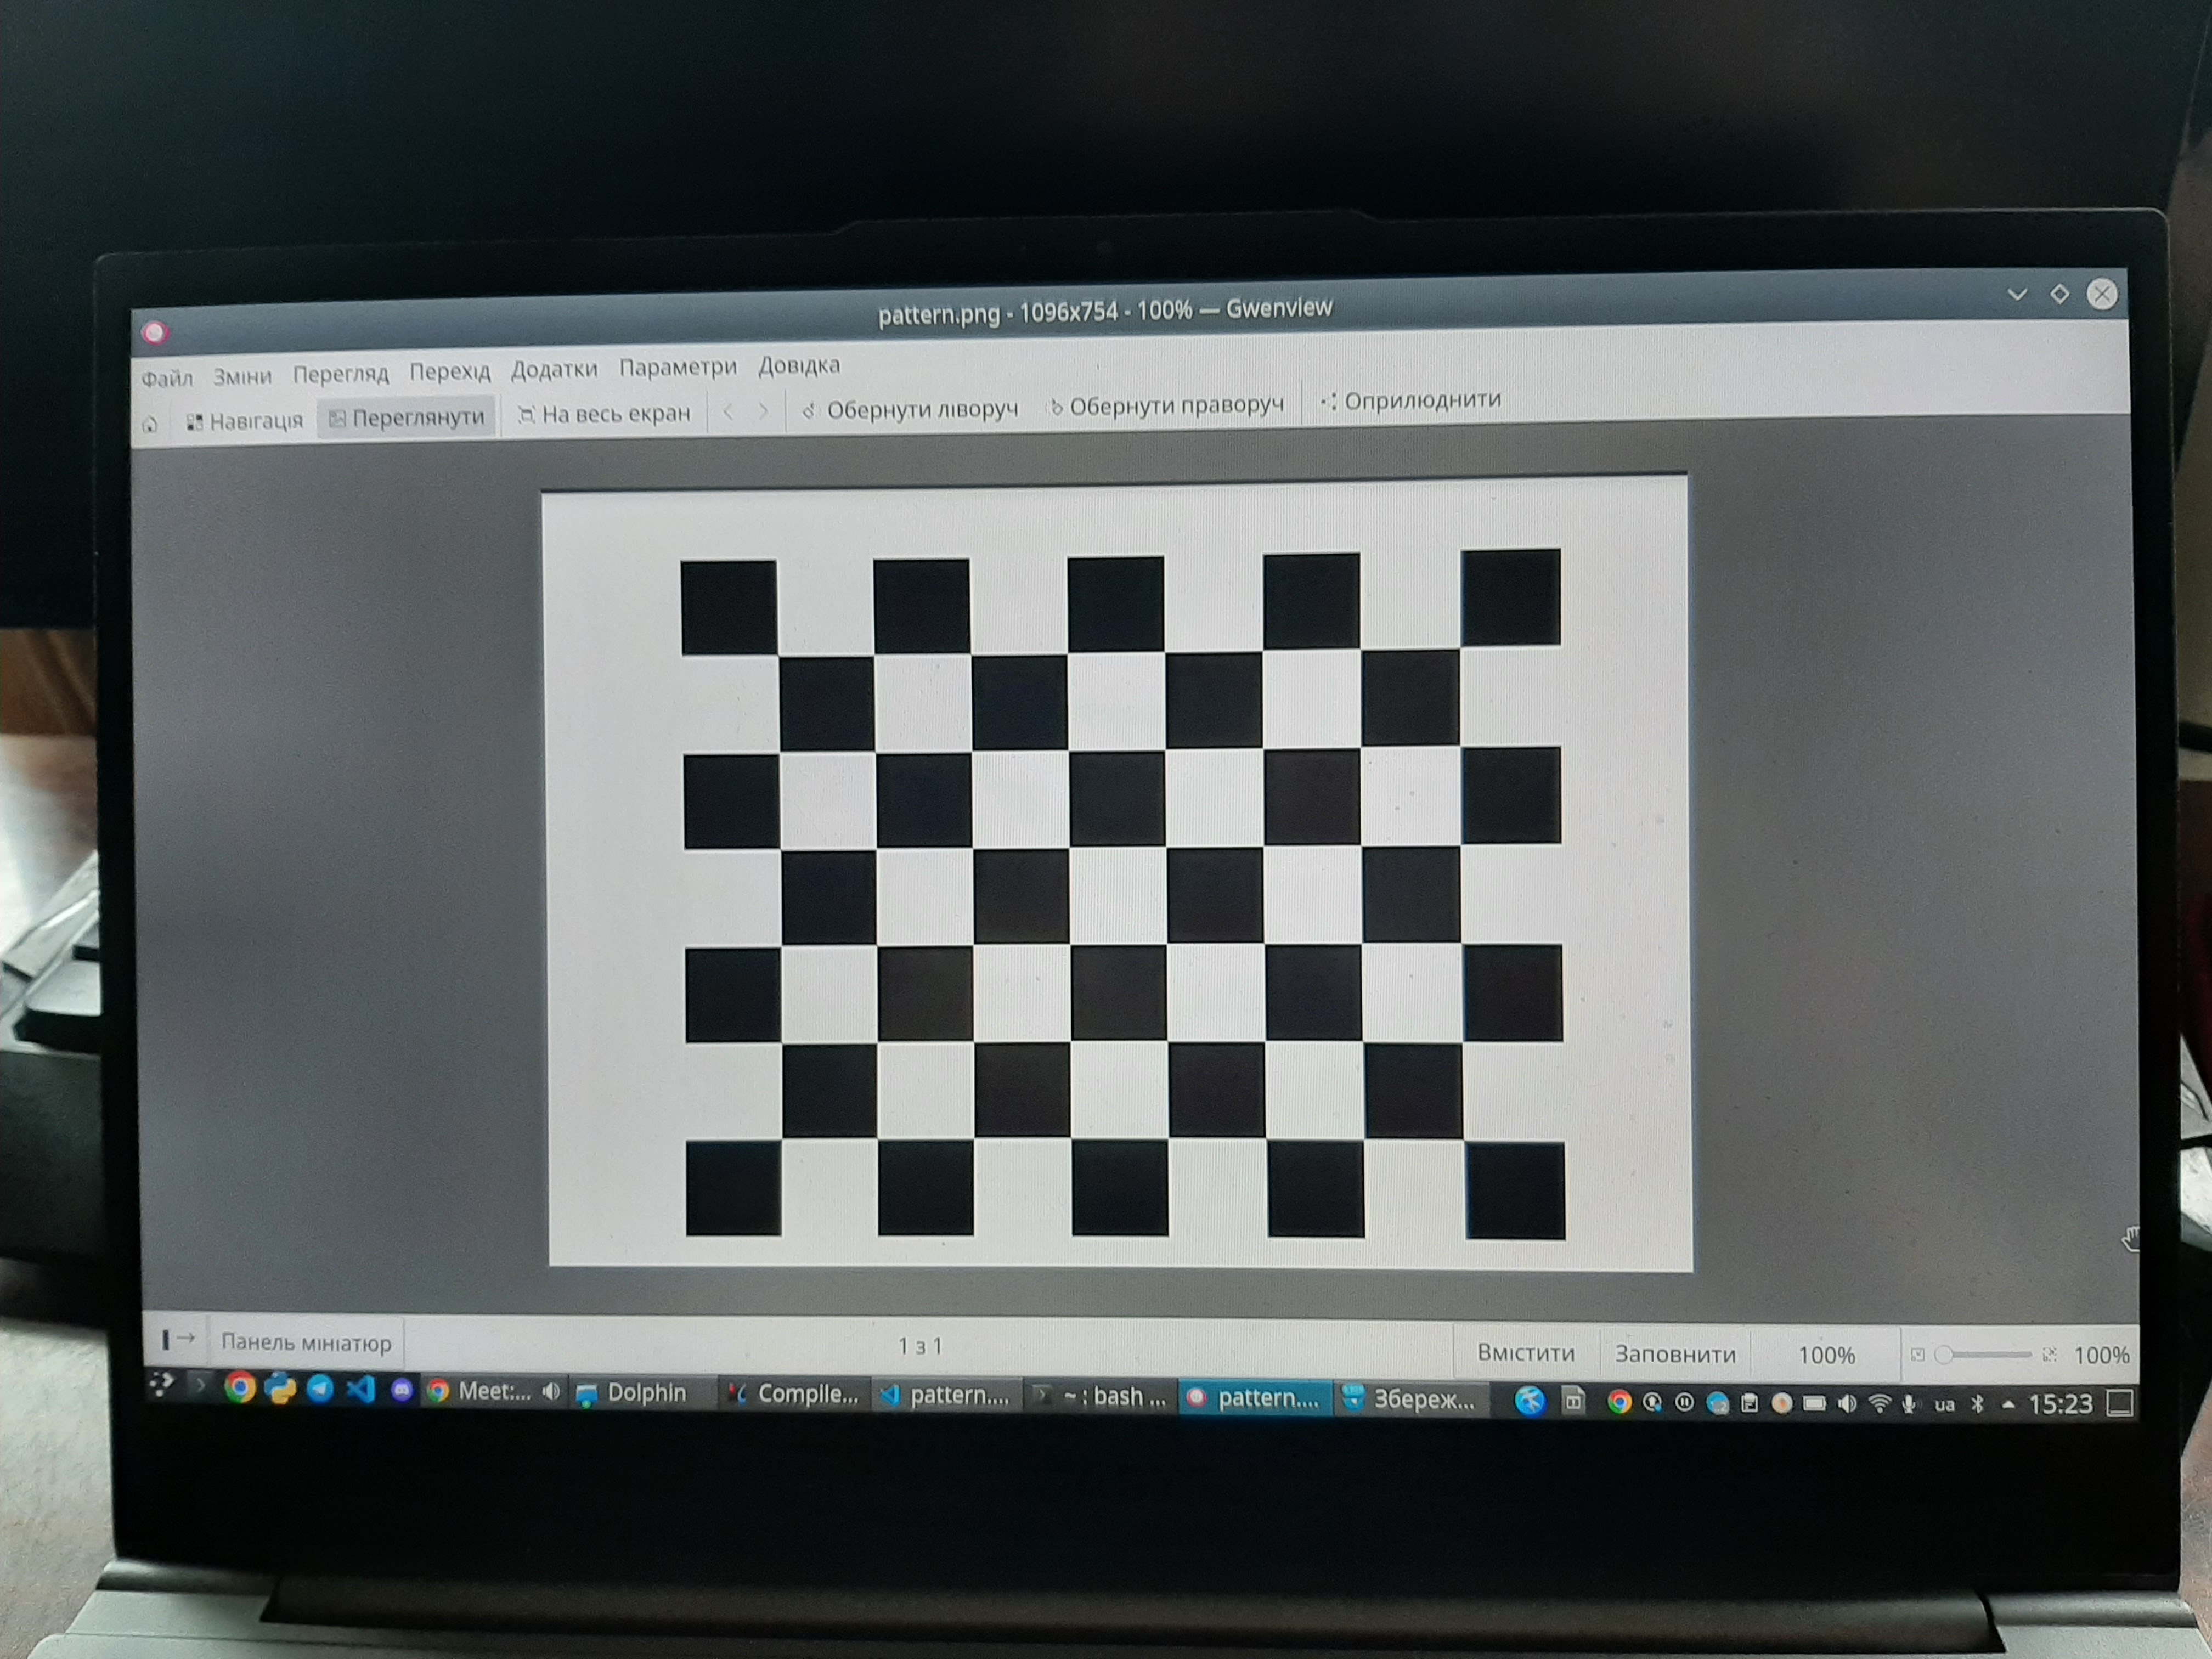 pattern.png - 1096x754 - 100% — Gwenview
Файл Зміни Перегляд Перехід Додатки Параметри Довідка
Навігація Переглянути На весь екран Обернути ліворуч Обернути праворуч Оприлюднити
Панель мініатюр 1 з 1 Вмістити Заповнити 100% 100%
Meet:... Dolphin Compile... pattern.... ~ : bash ... pattern.... Збереж... ua 15:23